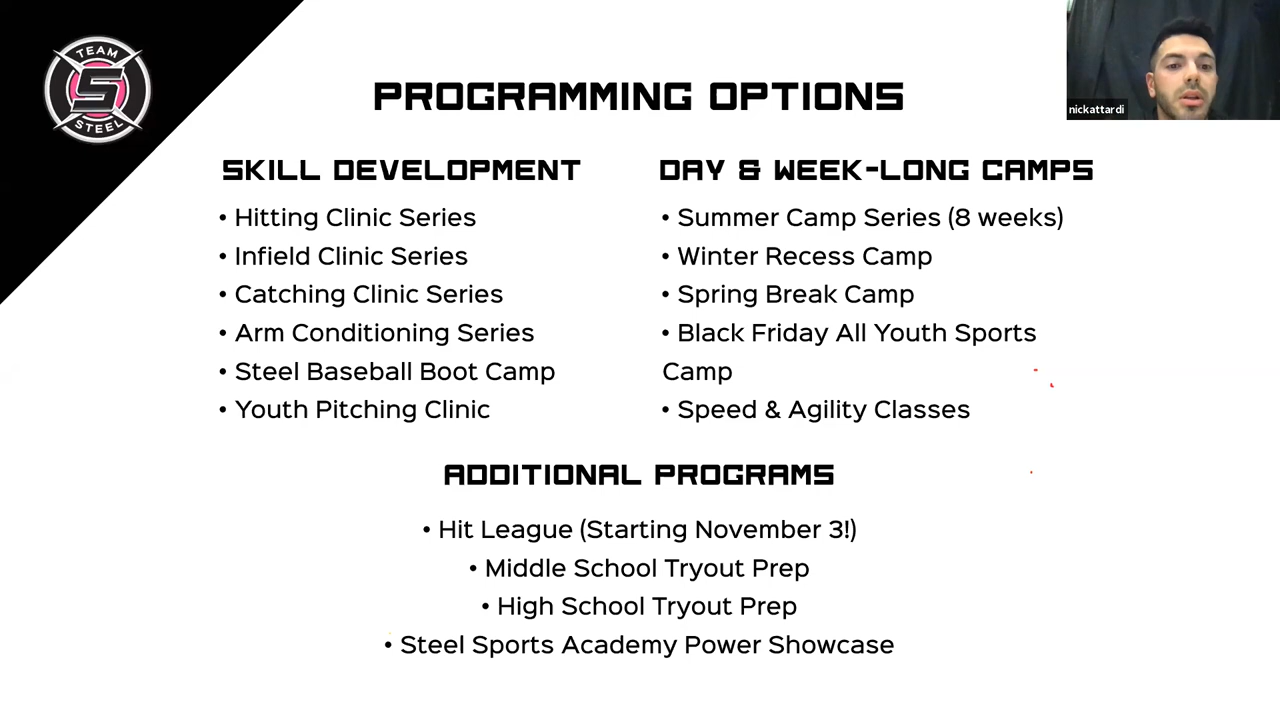 TEAM
S
STEEL
nickattardi
PROGRAMMING OPTIONS
SKILL DEVELOPMENT
• Hitting Clinic Series
• Infield Clinic Series
• Catching Clinic Series
• Arm Conditioning Series
• Steel Baseball Boot Camp
• Youth Pitching Clinic
DAY & WEEK-LONG CAMPS
• Summer Camp Series (8 weeks)
• Winter Recess Camp
• Spring Break Camp
• Black Friday All Youth Sports
Camp
• Speed & Agility Classes
ADDITIONAL PROGRAMS
• Hit League (Starting November 3!)
• Middle School Tryout Prep
• High School Tryout Prep
• Steel Sports Academy Power Showcase